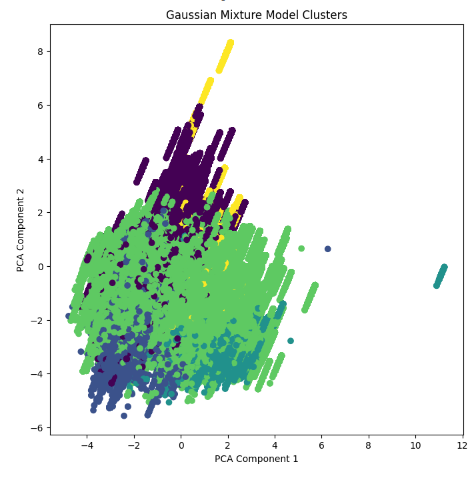 Gaussian Mixture Model Clusters
8
6
4
2
0
−2
−4
−6
PCA Component 2
−4 −2 0 2 4 6 8 10 12
PCA Component 1